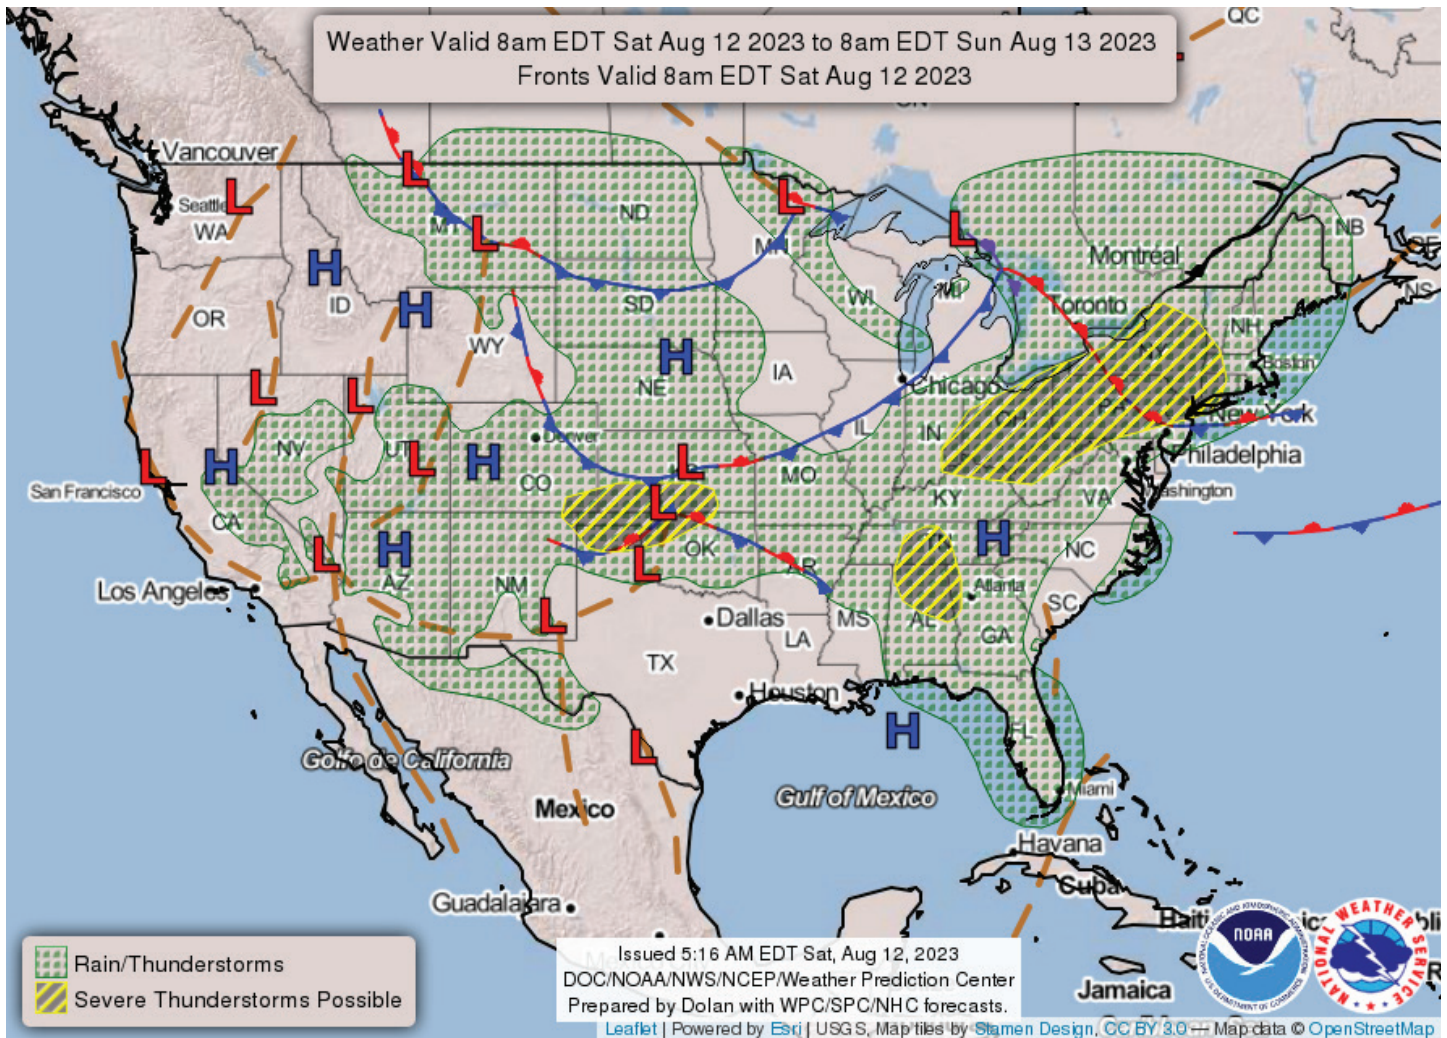 QC
Weather Valid 8am EDT Sat Aug 12 2023 to 8am EDT Sun Aug 13 2023
Fronts Valid 8am EDT Sat Aug 12 2023
Vancouver
L
L
L
L
Seattle
WA
MT
ND
MN
L
NB
Montréal
H
ID
H
OR
SD
WI
MI
Toronto
NS
NH
WY
H
NE
IA
NY
Boston
L
L
Chicago
PA
New York
NV
UT
L
H
Denver
L
IL
IN
OH
Philadelphia
San Francisco
L
H
CO
MO
KY
VA
Washington
CA
L
H
NC
L
H
AZ
NM
OK
L
AR
Atlanta
Los Angeles
L
Dallas
MS
AL
GA
SC
LA
TX
Houston
H
FL
L
Golfo de California
Mexico
Gulf of Mexico
Miami
Havana
Cuba
Guadalajara
Haiti
NOAA
NATIONAL WEATHER SERVICE
Jamaica
Rain/Thunderstorms
Severe Thunderstorms Possible
Issued 5:16 AM EDT Sat, Aug 12, 2023
DOC/NOAA/NWS/NCEP/Weather Prediction Center
Prepared by Dolan with WPC/SPC/NHC forecasts.
Leaflet | Powered by Esri | USGS, Map tiles by Stamen Design, CC BY 3.0 — Map data © OpenStreetMap